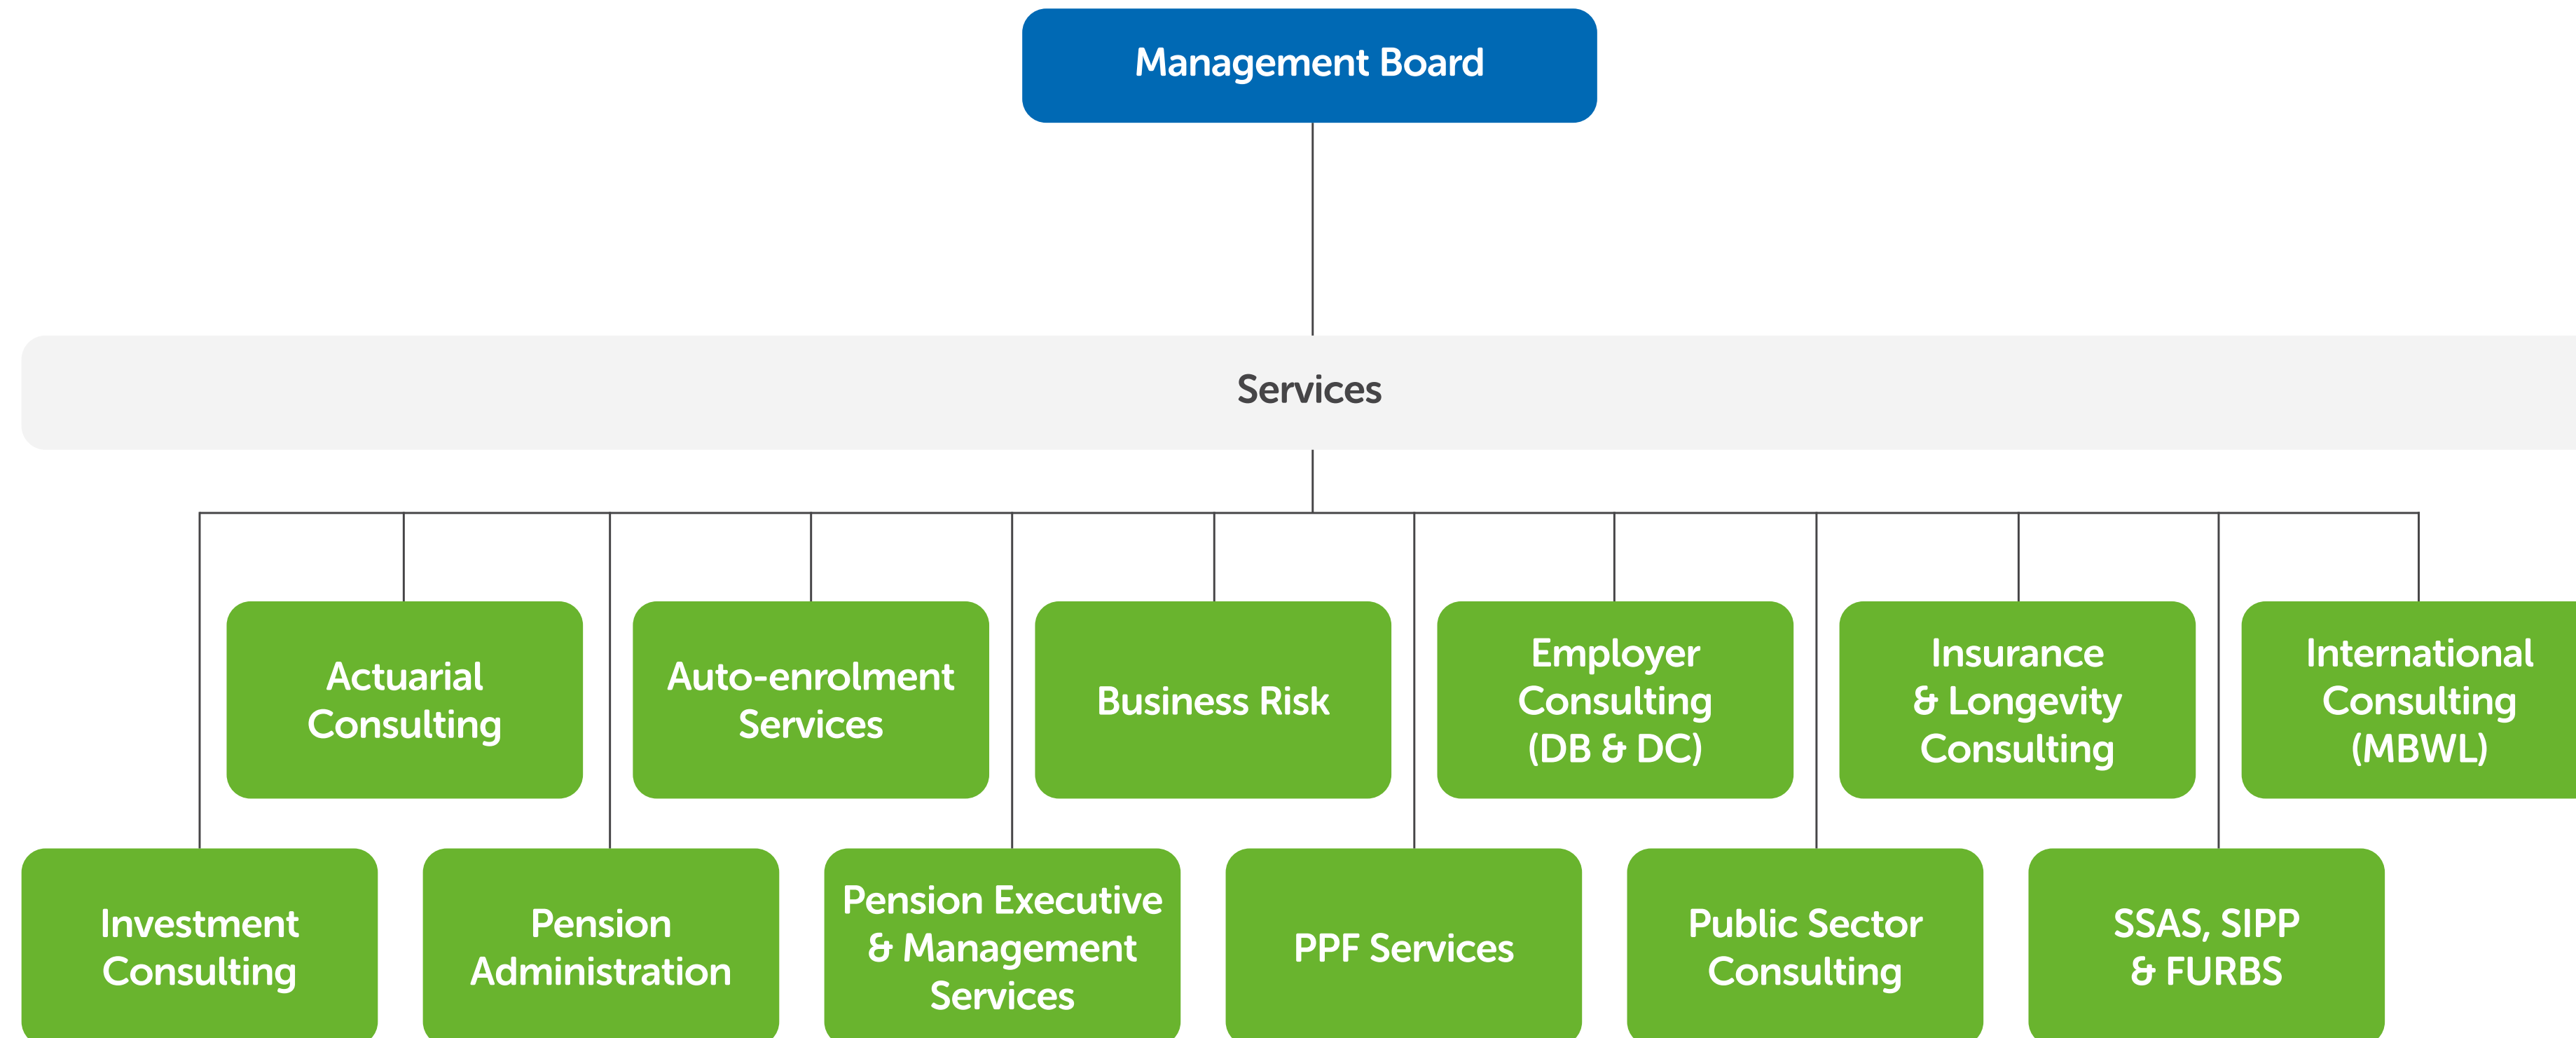 Management Board
Services
Actuarial
Consulting
Auto-enrolment
Services
Business Risk
Employer
Consulting
(DB & DC)
Insurance
& Longevity
Consulting
International
Consulting
(MBWL)
Investment
Consulting
Pension
Administration
Pension Executive
& Management
Services
PPF Services
Public Sector
Consulting
SSAS, SIPP
& FURBS